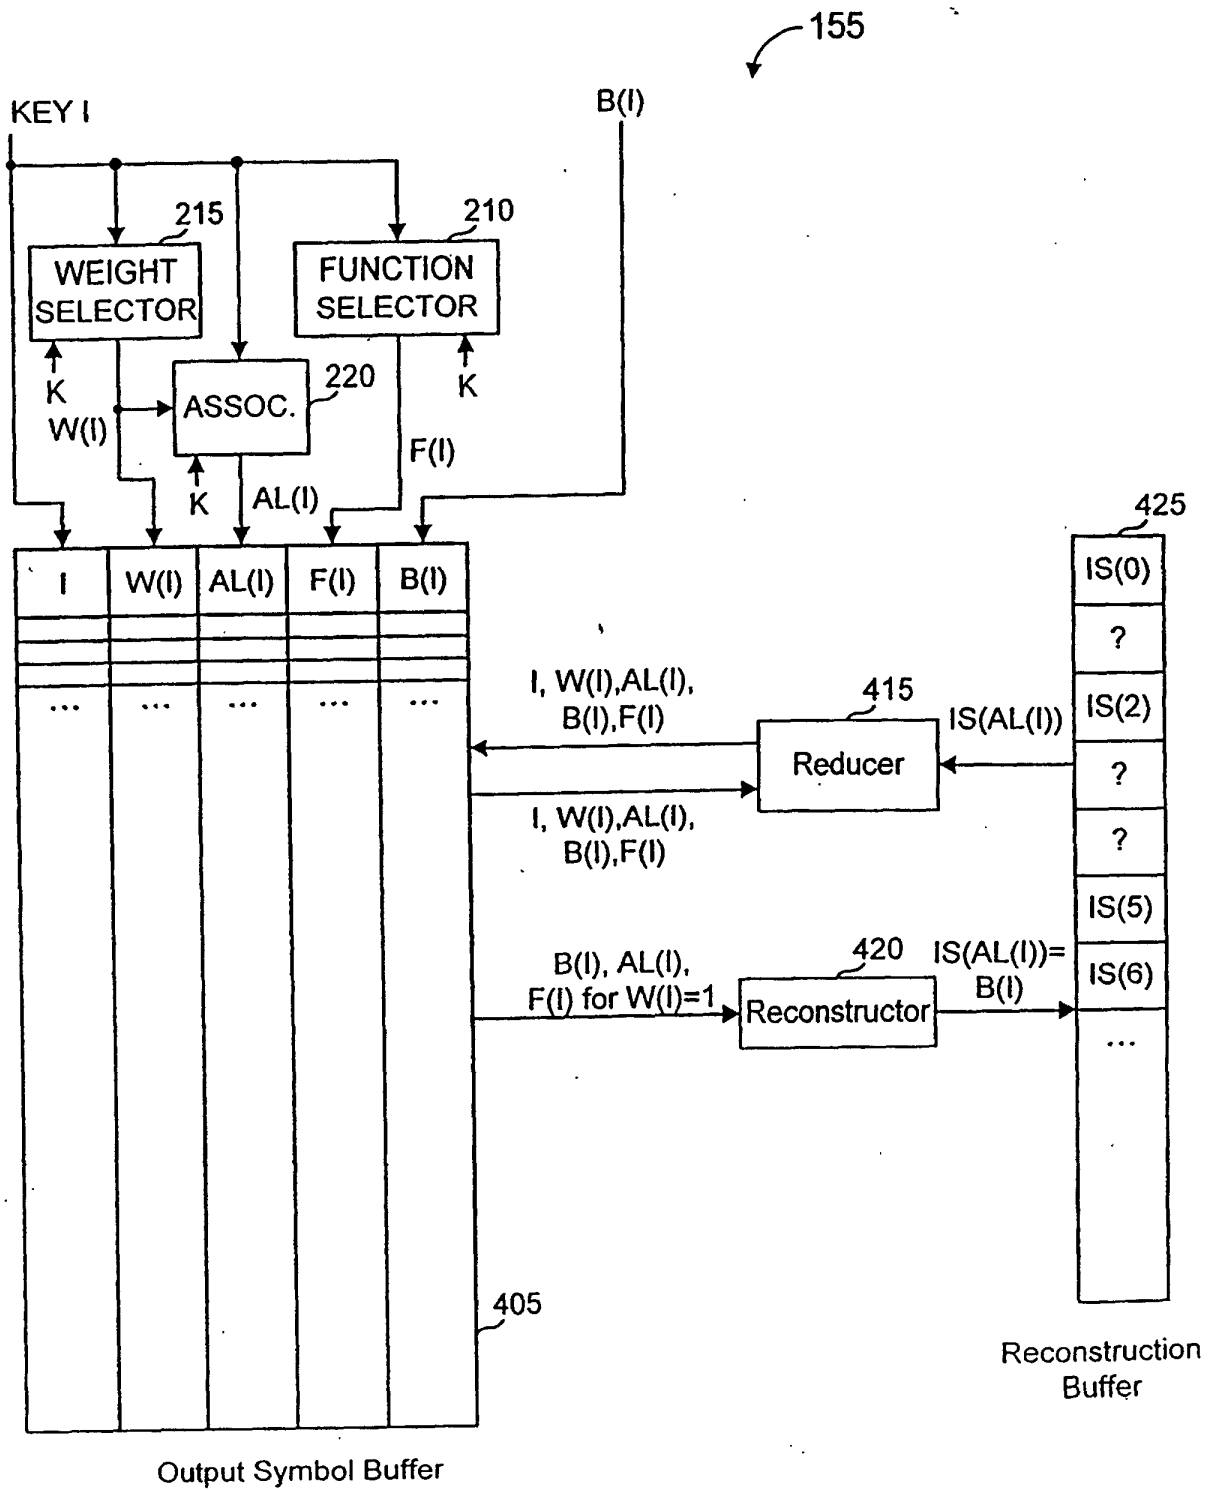 155
KEY I
B(I)
215
210
WEIGHT
SELECTOR
FUNCTION
SELECTOR
K
220
K
W(I)
ASSOC.
F(I)
K
AL(I)
425
I
W(I)
AL(I)
F(I)
B(I)
IS(0)
?
IS(2)
?
?
IS(5)
IS(6)
...
... ... ... ... ...
I, W(I),AL(I),
B(I),F(I)
415
IS(AL(I))
Reducer
I, W(I),AL(I),
B(I),F(I)
B(I), AL(I),
F(I) for W(I)=1
420
IS(AL(I))=
B(I)
Reconstructor
405
Reconstruction
Buffer
Output Symbol Buffer